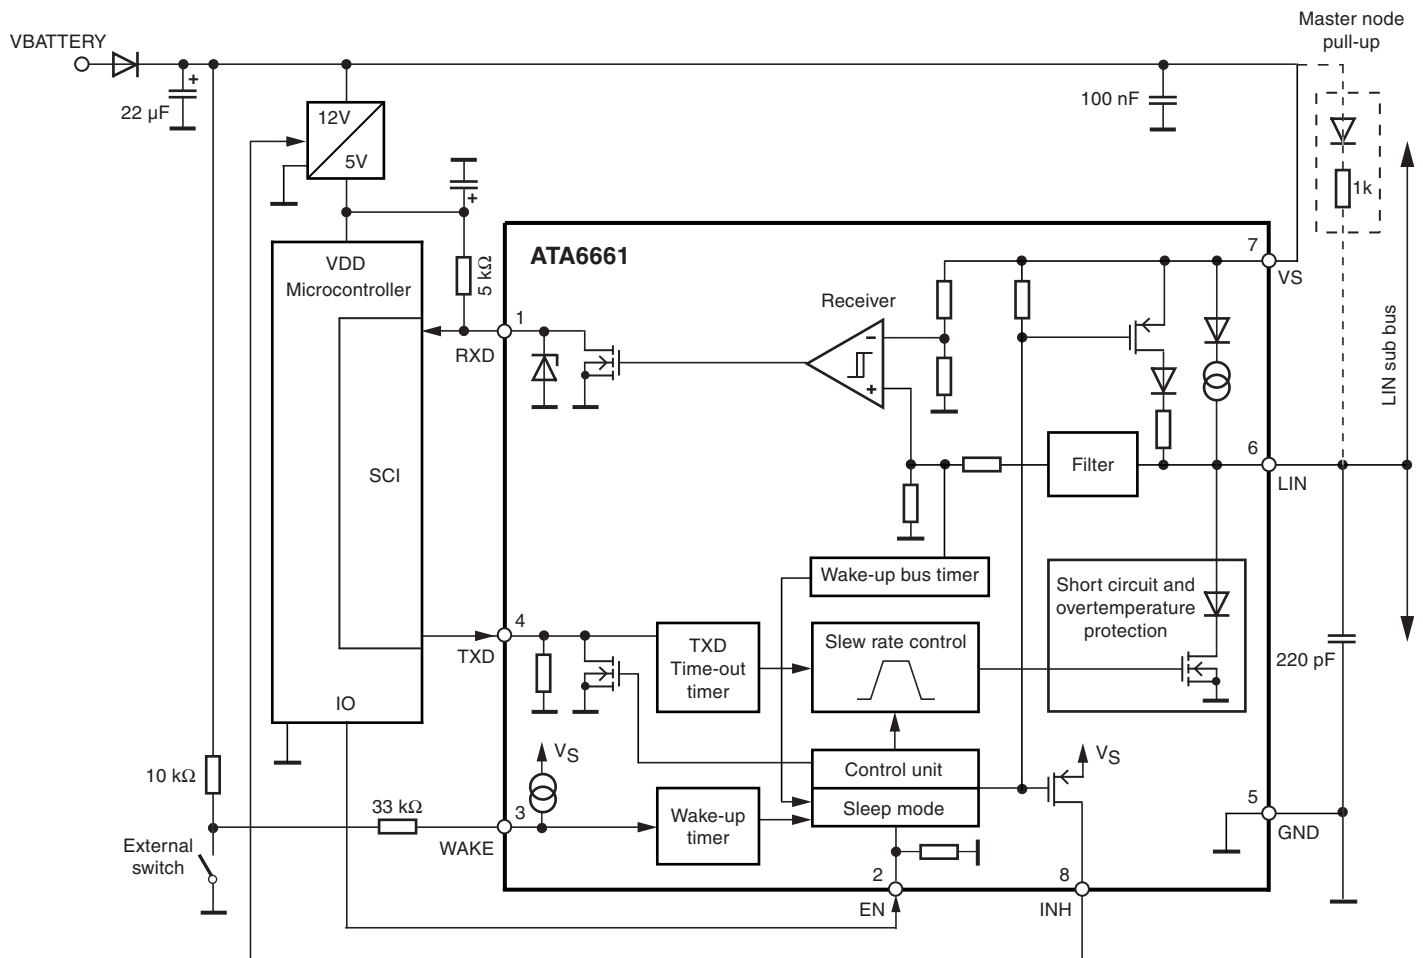 Master node
pull-up
VBATTERY
+
22 µF
12V
5V
100 nF
+
1k
LIN sub bus
5 kΩ
ATA6661
7
VS
VDD
Microcontroller
Receiver
1
RXD
-
+
SCI
Filter
6
LIN
Wake-up bus timer
Short circuit and
overtemperature
protection
4
TXD
TXD
Time-out
timer
Slew rate control
220 pF
IO
VS
Control unit
VS
10 kΩ
33 kΩ
3
WAKE
Wake-up
timer
Sleep mode
5
GND
External
switch
2
EN
8
INH